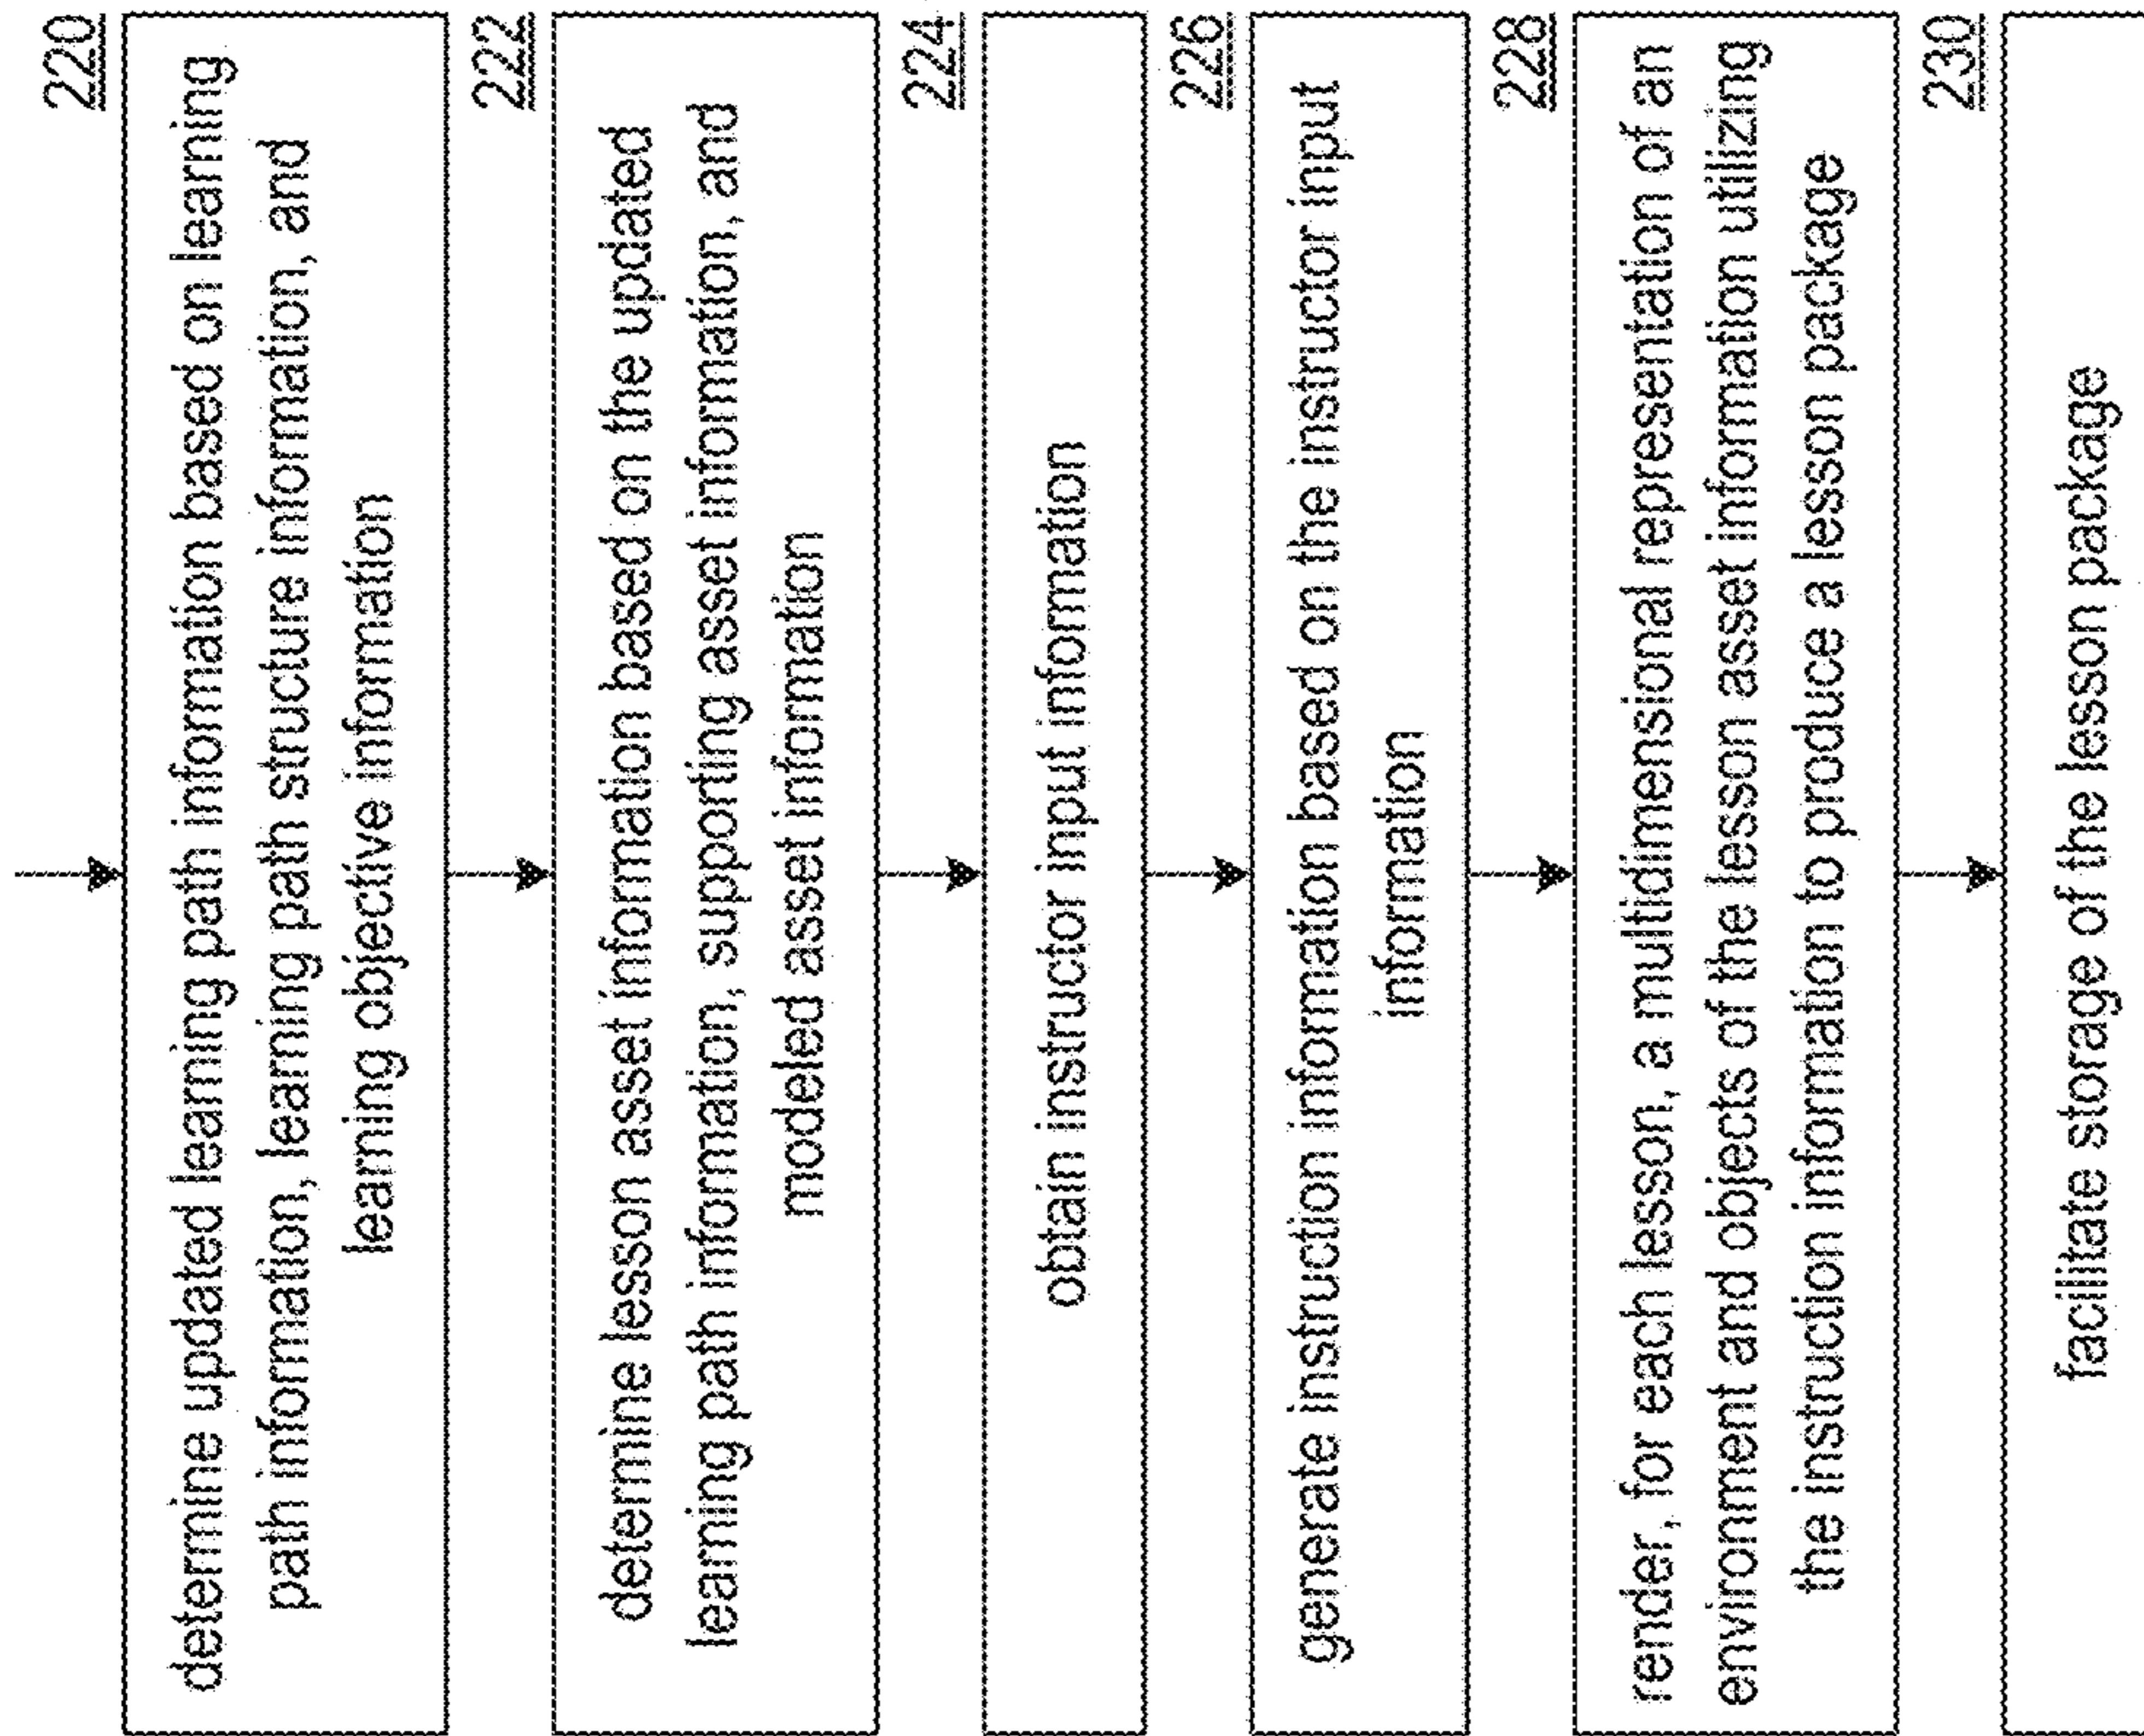 220
determine updated learning path information based on learning
path information, learning path structure information, and
learning objective information
222
determine lesson asset information based on the updated
learning path information, supporting asset information, and
modeled asset information
224
obtain instructor input information
226
generate instruction information based on the instructor input
information
228
render, for each lesson, a multidimensional representation of an
environment and objects of the lesson asset information utilizing
the instruction information to produce a lesson package
230
facilitate storage of the lesson package